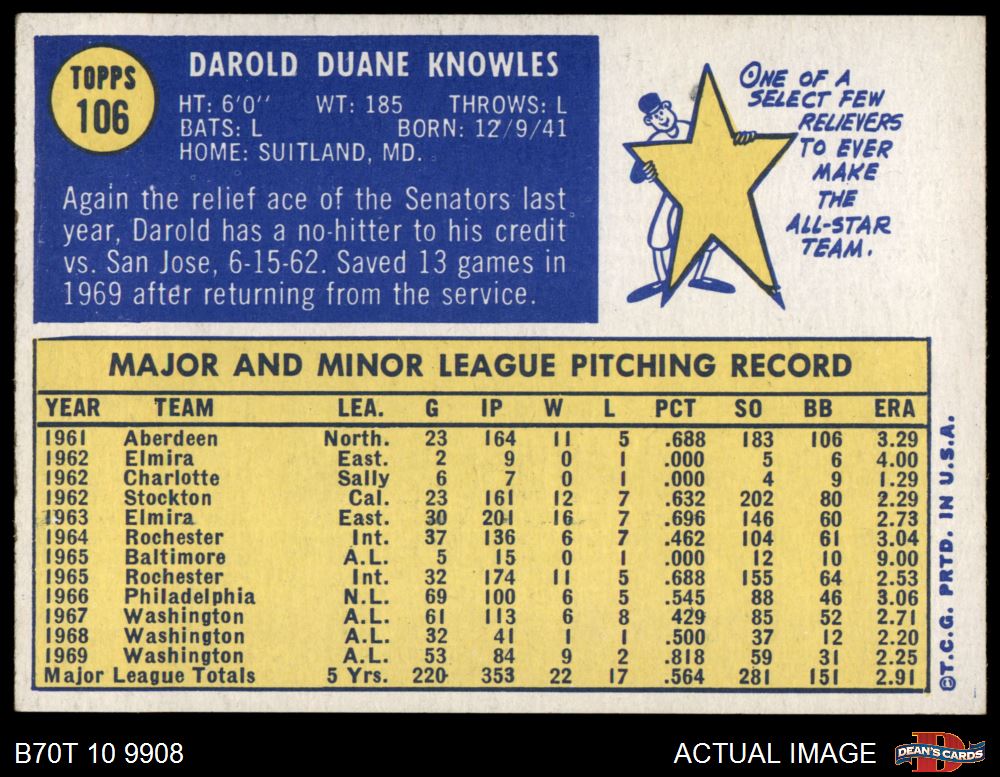 TOPPS
106
DAROLD DUANE KNOWLES
HT: 6'0" WT: 185 THROWS: L
BATS: L BORN: 12/9/41
HOME: SUITLAND, MD.
Again the relief ace of the Senators last
year, Darold has a no-hitter to his credit
vs. San Jose, 6-15-62. Saved 13 games in
1969 after returning from the service.
ONE OF A
SELECT FEW
RELIEVERS
TO EVER
MAKE
THE
ALL-STAR
TEAM.
MAJOR AND MINOR LEAGUE PITCHING RECORD
YEAR TEAM LEA. G IP W L PCT SO BB ERA
1961 Aberdeen North. 23 164 11 5 .688 183 106 3.29
1962 Elmira East. 2 9 0 1 .000 5 6 4.00
1962 Charlotte Sally 6 7 0 1 .000 4 9 1.29
1962 Stockton Cal. 23 161 12 7 .632 202 80 2.29
1963 Elmira East. 30 201 16 7 .696 146 60 2.73
1964 Rochester Int. 37 136 6 7 .462 104 61 3.04
1965 Baltimore A.L. 5 15 0 1 .000 12 10 9.00
1965 Rochester Int. 32 174 11 5 .688 155 64 2.53
1966 Philadelphia N.L. 69 100 6 5 .545 88 46 3.06
1967 Washington A.L. 61 113 6 8 .429 85 52 2.71
1968 Washington A.L. 32 41 1 1 .500 37 12 2.20
1969 Washington A.L. 53 84 9 2 .818 59 31 2.25
Major League Totals 5 Yrs. 220 353 22 17 .564 281 151 2.91
©T.C.G. PRTD. IN U.S.A.
B70T 10 9908
ACTUAL IMAGE
D
DEAN'S CARDS